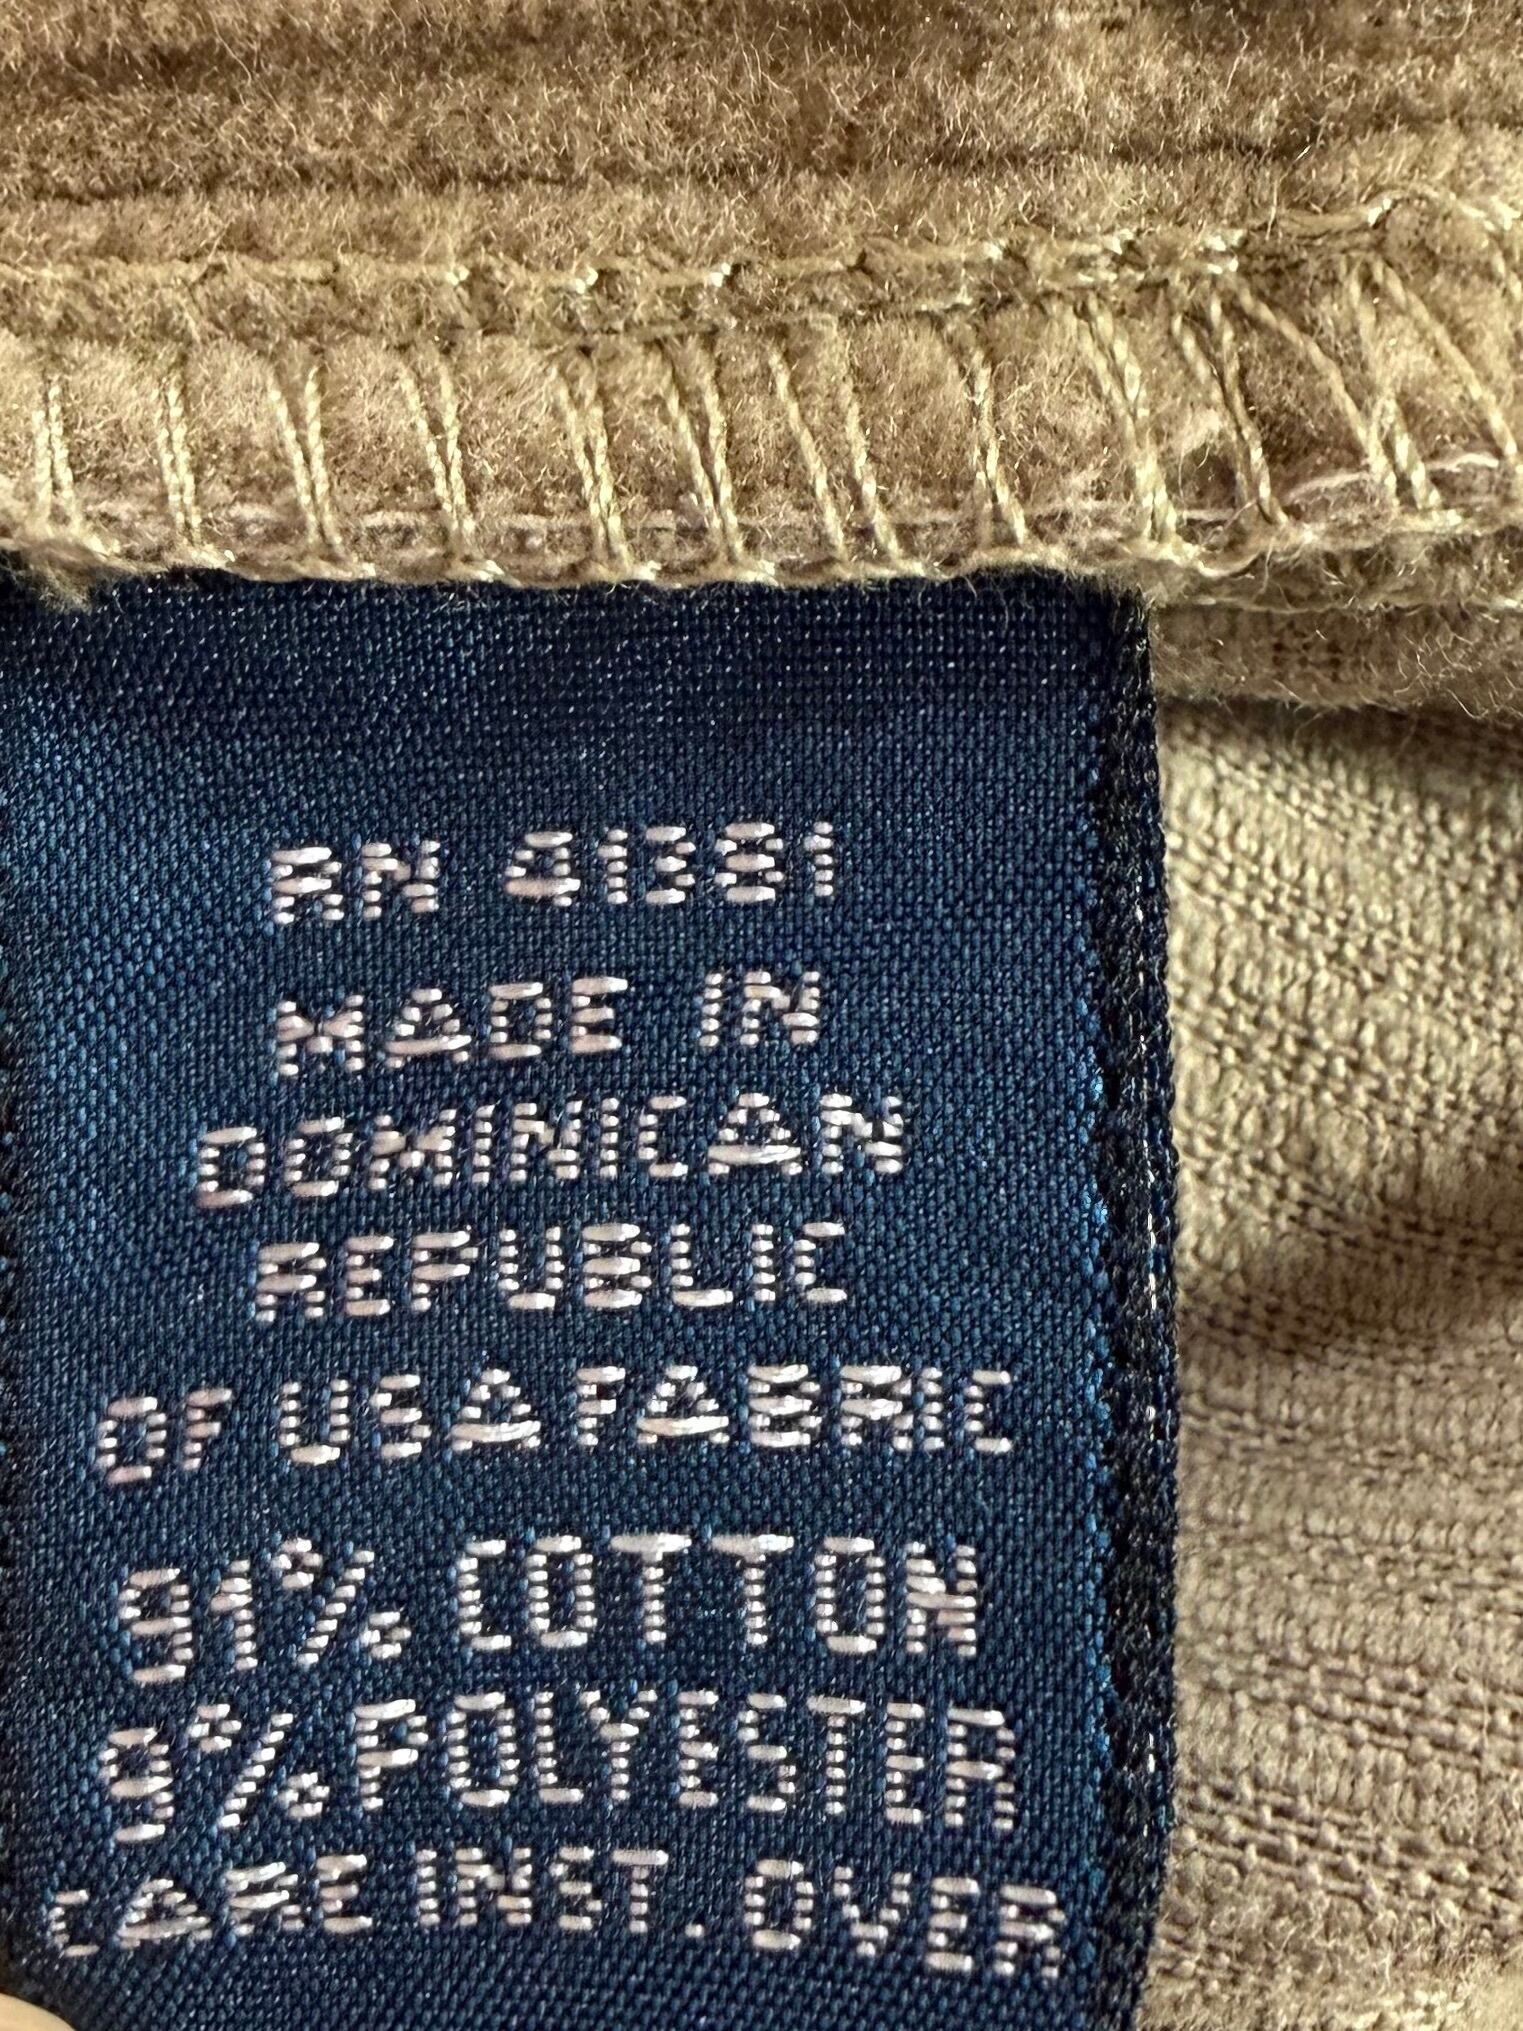 RN 41381
MADE IN
DOMINICAN
REPUBLIC
OF USA FABRIC
91% COTTON
9% POLYESTER
CARE INST. OVER